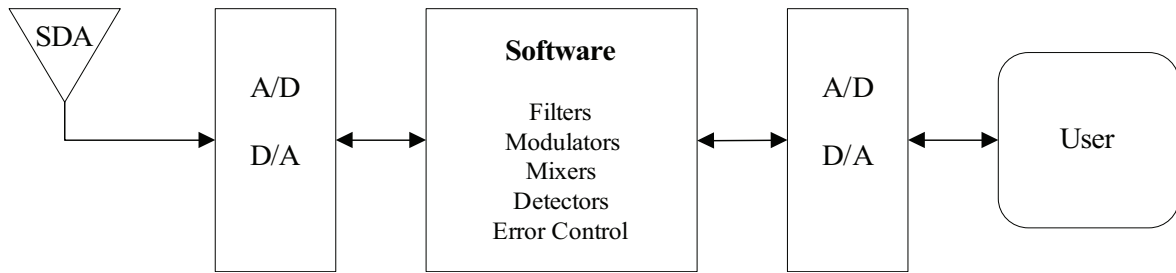 SDA
A/D
D/A
Software
Filters
Modulators
Mixers
Detectors
Error Control
A/D
D/A
User